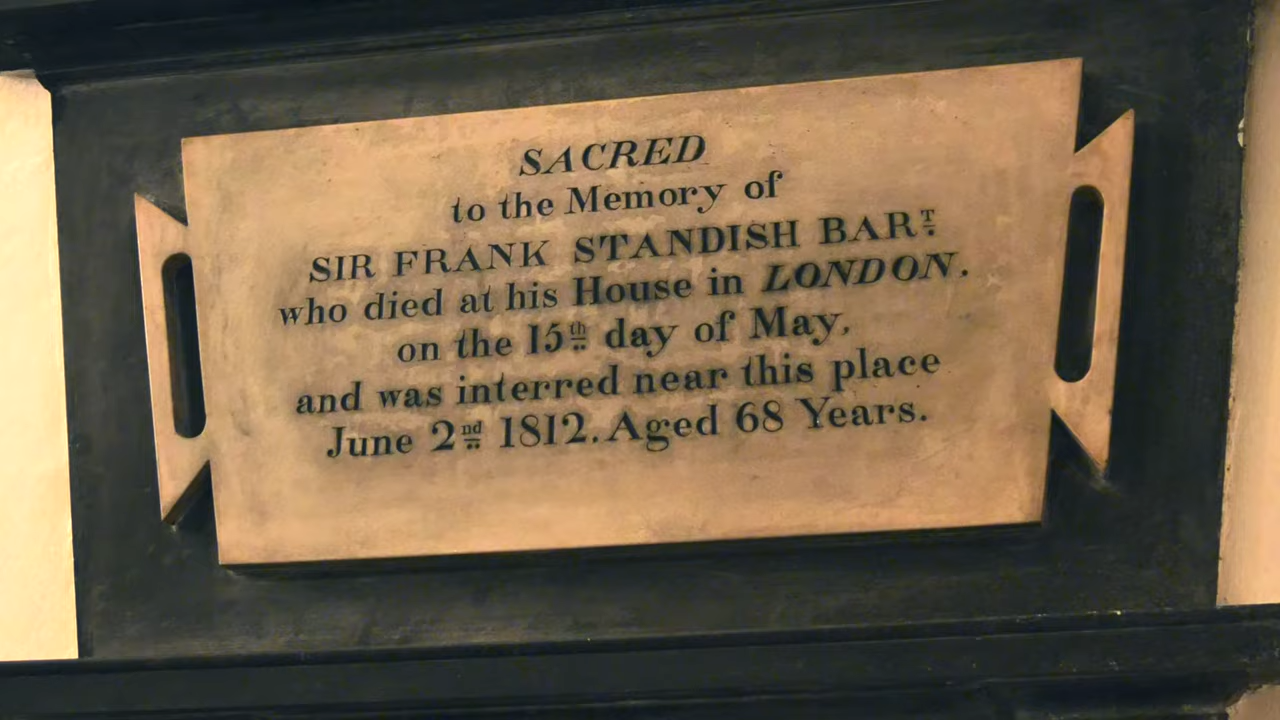 SACRED
to the Memory of
SIR FRANK STANDISH BART.
who died at his House in LONDON.
on the 15th day of May,
and was interred near this place
June 2nd 1812. Aged 68 Years.